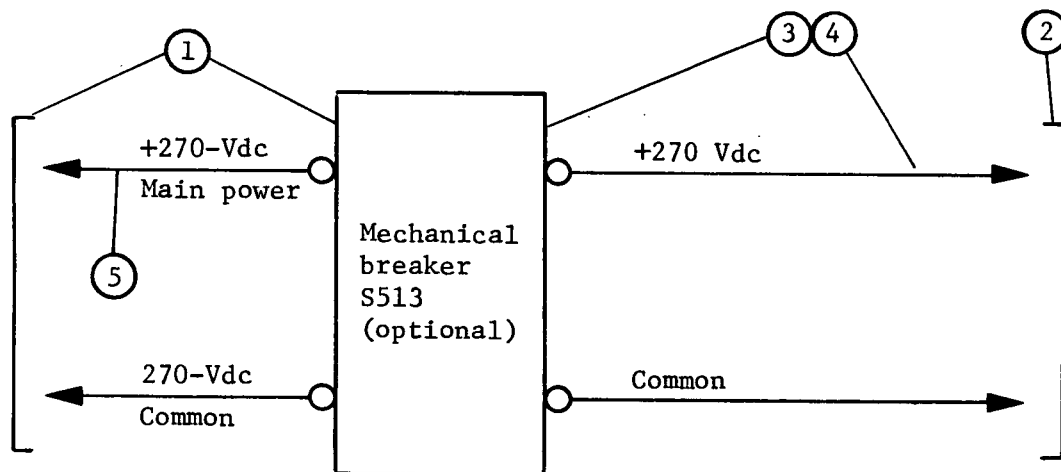 1
3
4
2
+270-Vdc
Main power
+270 Vdc
5
Mechanical
breaker
S513
(optional)
270-Vdc
Common
Common